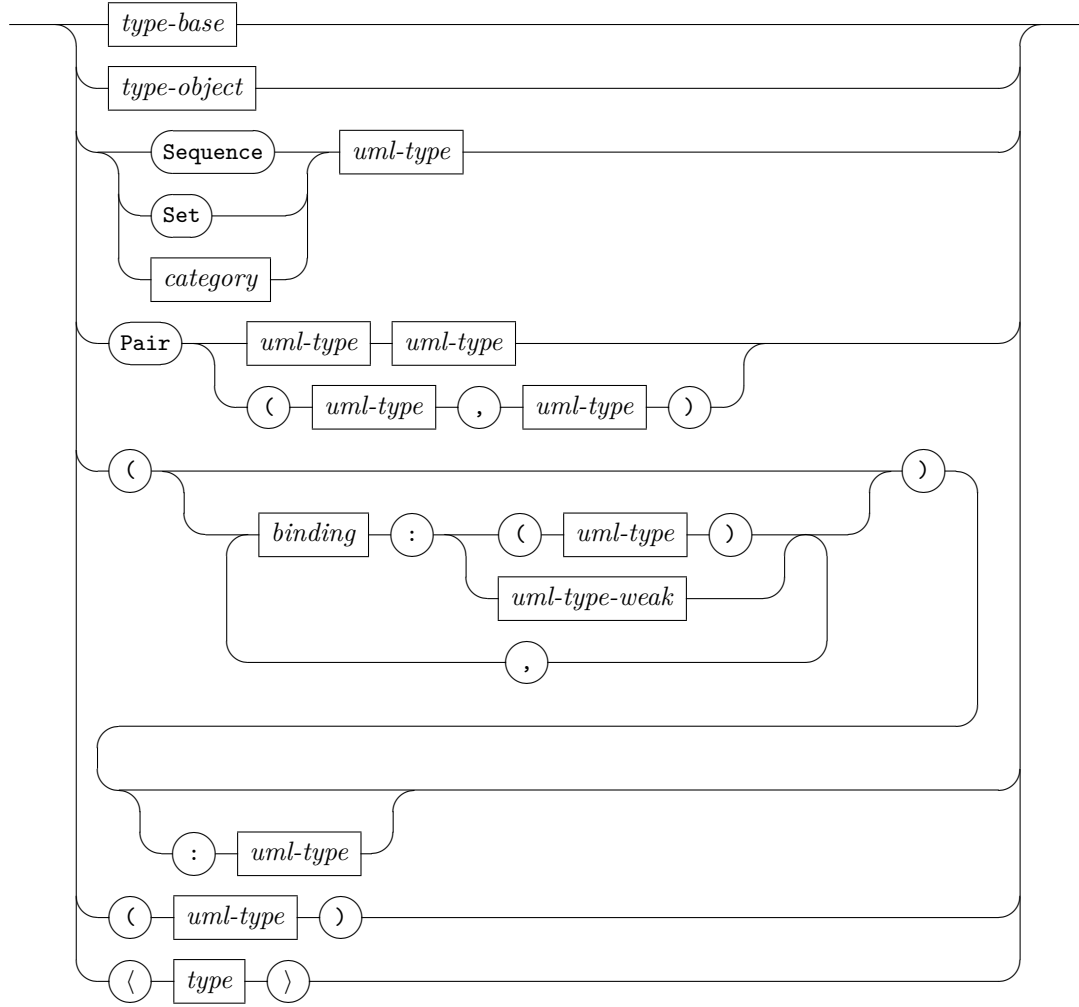 type-base
type-object
Sequence uml-type
Set
category
Pair uml-type uml-type
( uml-type , uml-type )
( )
binding : ( uml-type )
uml-type-weak
,
: uml-type
( uml-type )
⟨ type ⟩